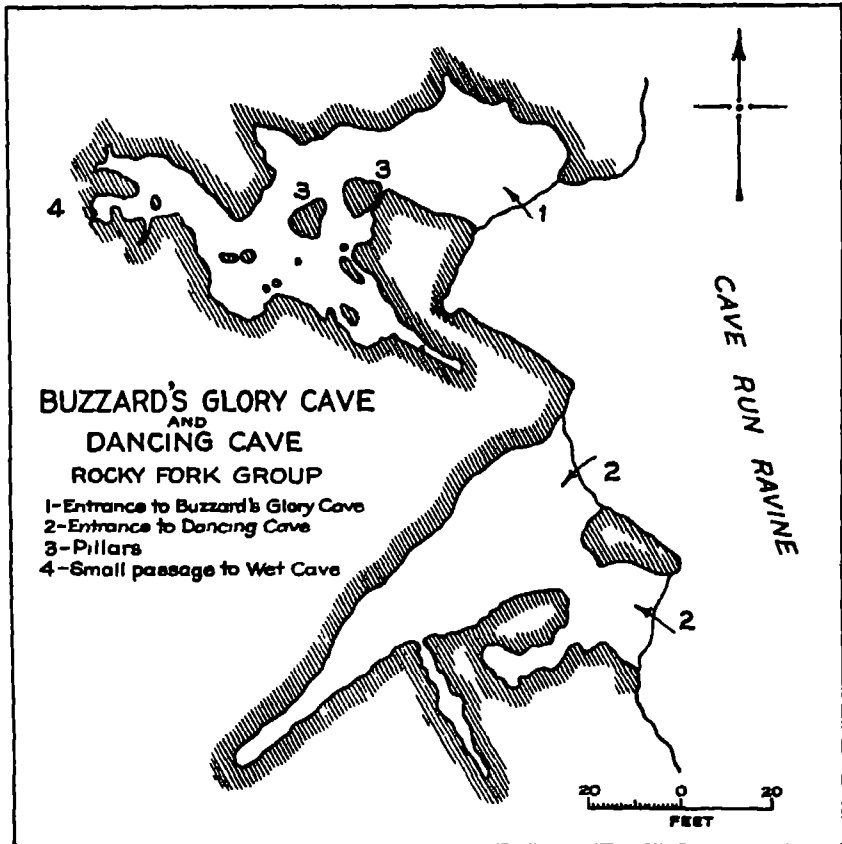 3
3
4
1
CAVE RUN RAVINE
BUZZARD'S GLORY CAVE
AND
DANCING CAVE
ROCKY FORK GROUP
1-Entrance to Buzzard's Glory Cave
2-Entrance to Dancing Cave
3-Pillars
4-Small passage to Wet Cave
2
2
20 0 20
FEET